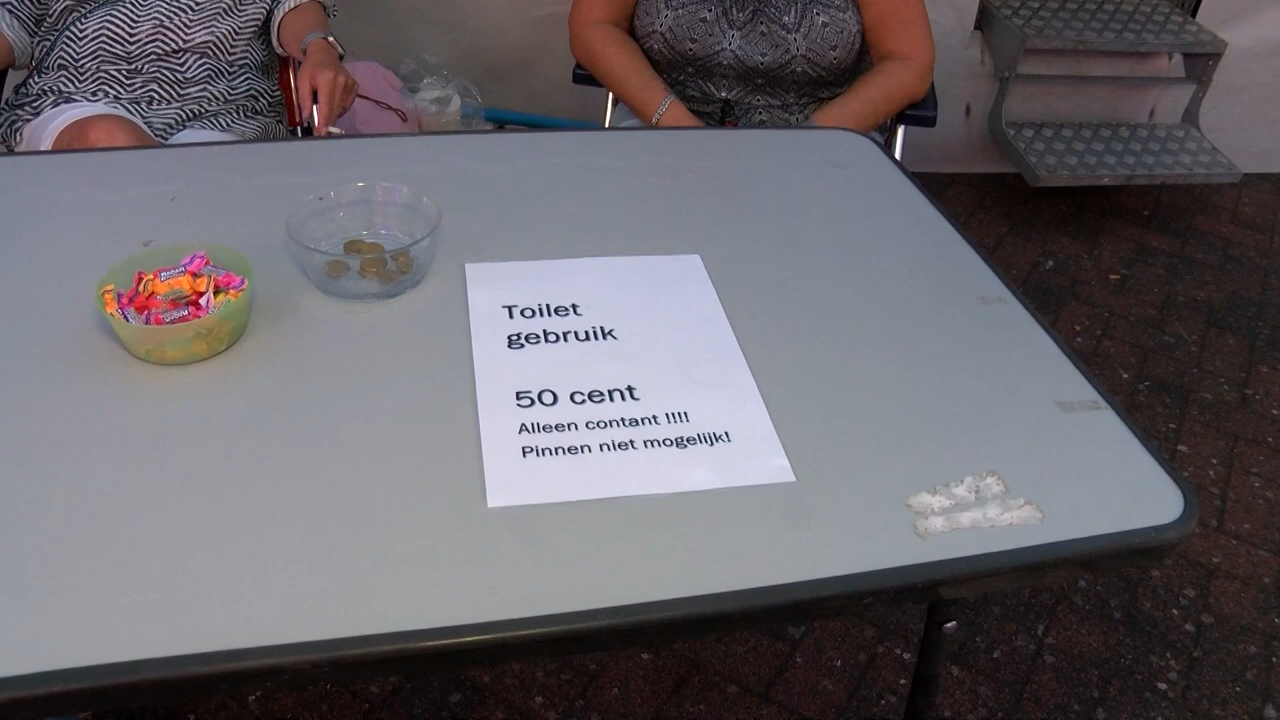 Toilet
gebruik
50 cent
Alleen contant !!!!
Pinnen niet mogelijk!